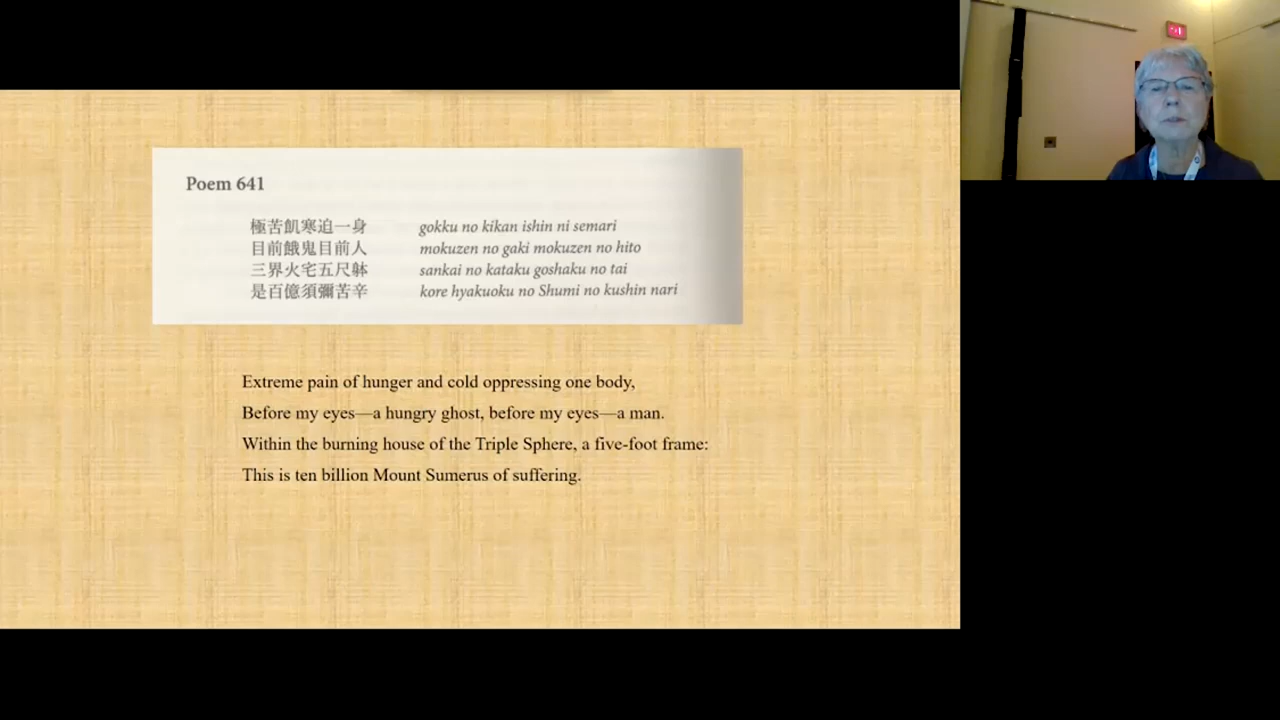 Poem 641
極苦飢寒迫一身 gokku no kikan ishin ni semari
目前餓鬼目前人 mokuzen no gaki mokuzen no hito
三界火宅五尺躰 sankai no kataku goshaku no tai
是百億須彌苦辛 kore hyakuoku no Shumi no kushin nari
Extreme pain of hunger and cold oppressing one body,
Before my eyes—a hungry ghost, before my eyes—a man.
Within the burning house of the Triple Sphere, a five-foot frame:
This is ten billion Mount Sumerus of suffering.